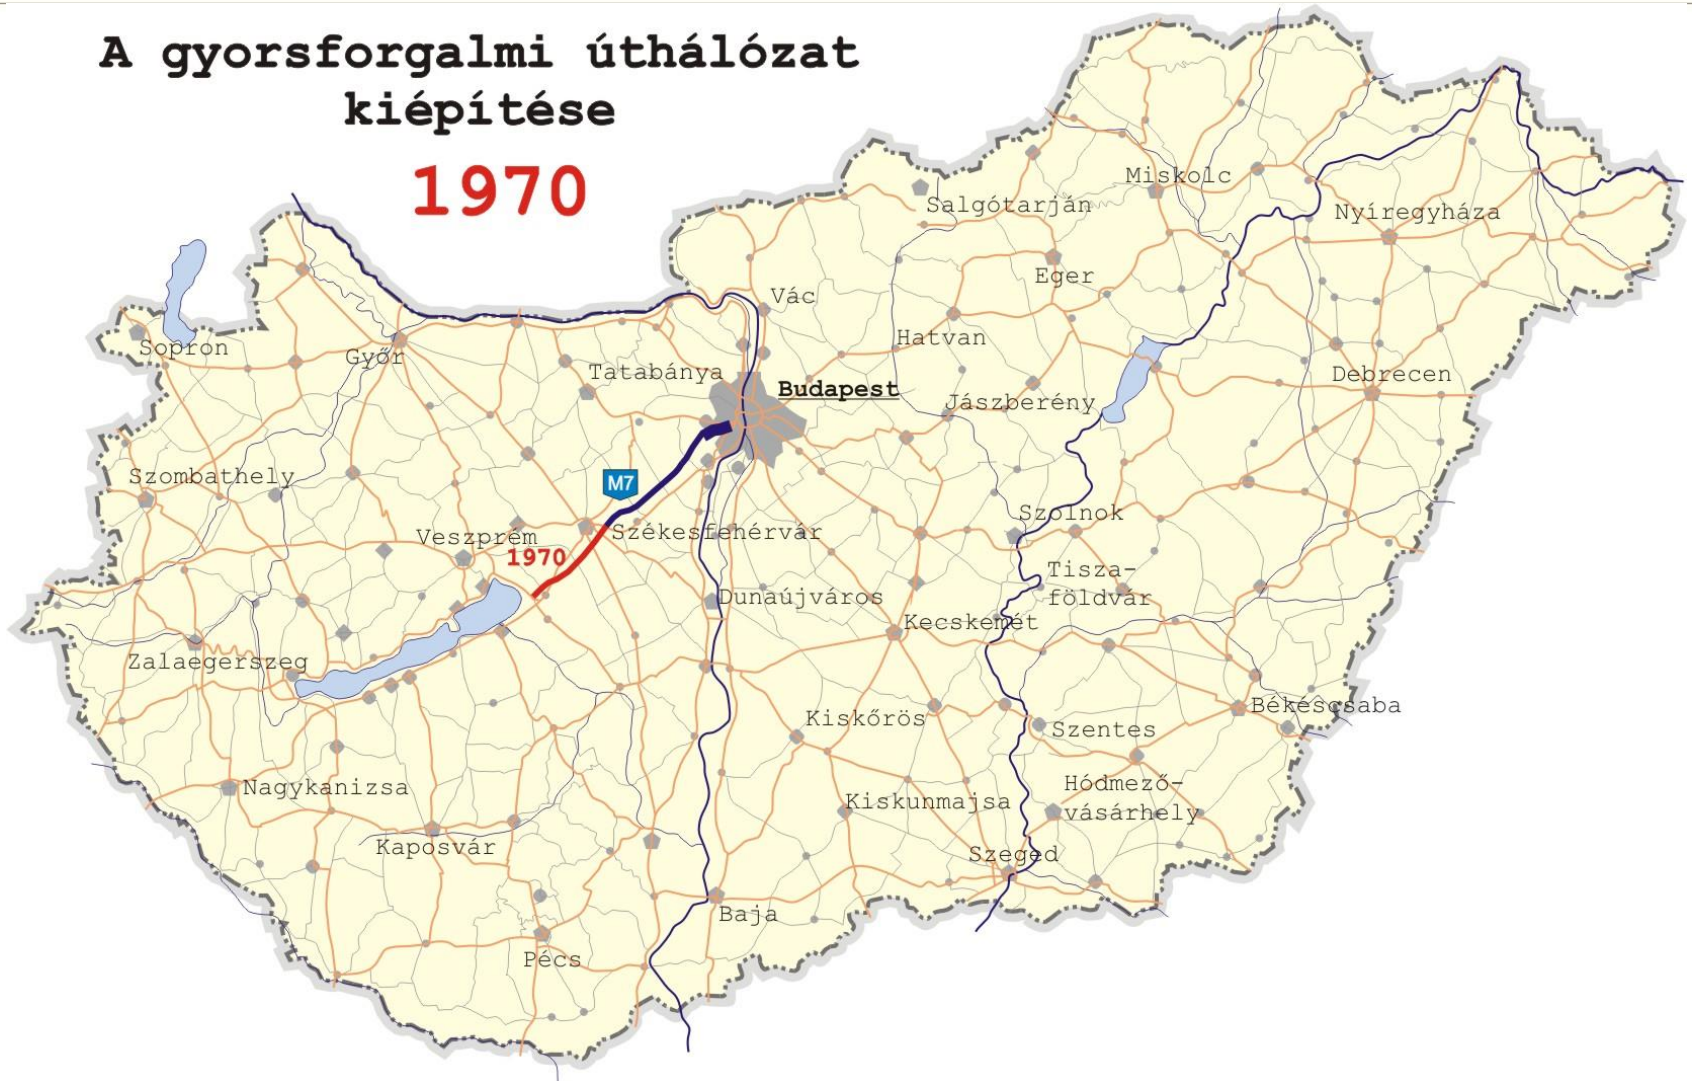 A gyorsforgalmi úthálózat
kiépítése
1970
Miskolc
Salgótarján
Nyíregyháza
Eger
Vác
Sopron
Győr
Hatvan
Tatabánya
Budapest
Debrecen
Jászberény
Szombathely
M7
Szolnok
Veszprém
Székesfehérvár
1970
Tisza-
földvár
Dunaújváros
Kecskemét
Zalaegerszeg
Békéscsaba
Kiskőrös
Szentes
Nagykanizsa
Hódmező-
vásárhely
Kiskunmajsa
Kaposvár
Szeged
Baja
Pécs